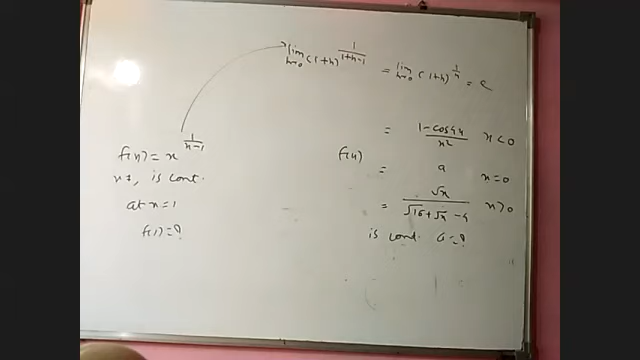 lim h→0 (1+h)^(1/(1+h-1)) = lim h→0 (1+h)^(1/h) = e
f(x) = x^(1/(x-1))
x≠, is cont.
at x=1
f(1)=?
f(x) = (1-cos4x)/x² x<0
= a x=0
= √x/(√16+√x -4) x>0
is cont. a=?